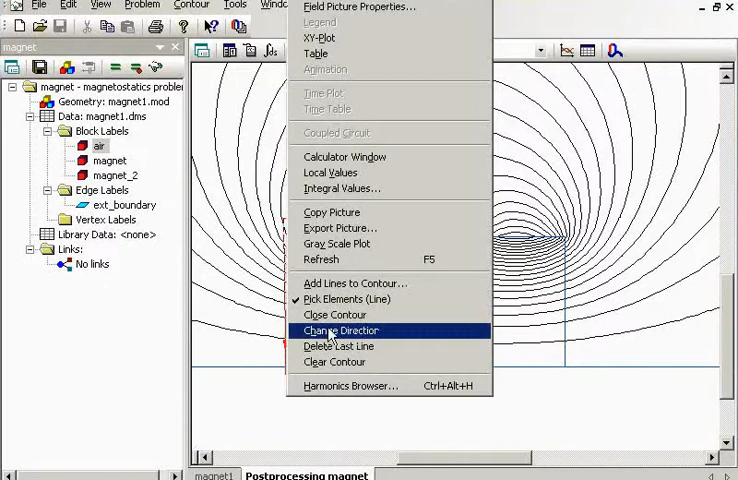 File Edit View Problem Contour Tools
magnet
magnet - magnetostatics problem
Geometry: magnet1.mod
Data: magnet1.dms
Block Labels
air
magnet
magnet_2
Edge Labels
ext_boundary
Vertex Labels
Library Data: <none>
Links:
No links
Field Picture Properties...
Legend
XY-Plot
Table
Animation
Time Plot
Time Table
Coupled Circuit
Calculator Window
Local Values
Integral Values...
Copy Picture
Export Picture...
Gray Scale Plot
Refresh F5
Add Lines to Contour...
Pick Elements (Line)
Close Contour
Change Direction
Delete Last Line
Clear Contour
Harmonics Browser... Ctrl+Alt+H
magnet1 Postprocessing magnet